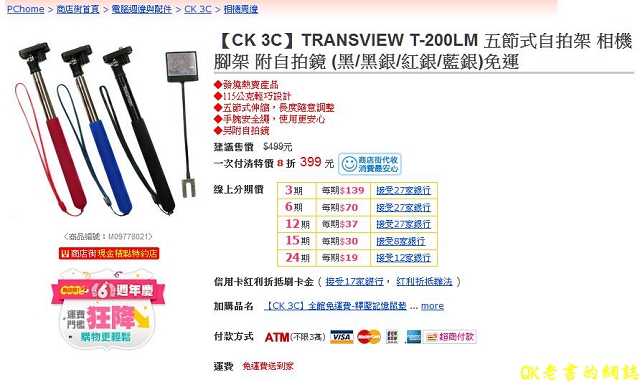 PChome > 商店街首頁 > 電腦週邊與配件 > CK 3C > 相機周邊
【CK 3C】TRANSVIEW T-200LM 五節式自拍架 相機
腳架 附自拍鏡 (黑/黑銀/紅銀/藍銀)免運
◆發燒熱賣產品
◆115公克輕巧設計
◆五節式伸縮，長度隨意調整
◆手腕安全繩，使用更安心
◆另附自拍鏡
建議售價 $499元
一次付清特價 8 折 399 元 商店街代收 消費最安心
線上分期價
3期 每期$139 接受27家銀行
6期 每期$70 接受27家銀行
12期 每期$37 接受27家銀行
15期 每期$30 接受8家銀行
24期 每期$19 接受12家銀行
(商品編號：M09778021)
商店街現金積點特約店
商店街 6週年慶
運費門檻 狂降
購物更輕鬆
信用卡紅利折抵刷卡金 ( 接受17家銀行， 紅利折抵辦法 )
加購品名 【CK 3C】全館免運費-釋壓記憶鼠墊 ... more
付款方式 ATM(不限3萬) VISA MasterCard JCB 超商付款
運費 免運費送到家
QK老書的網誌